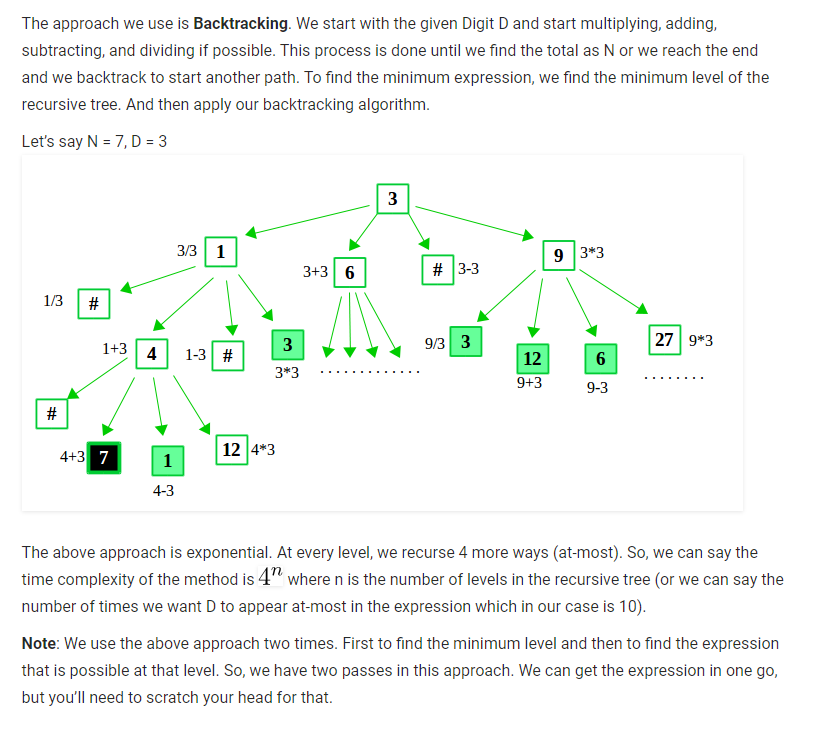 The approach we use is Backtracking. We start with the given Digit D and start multiplying, adding,
subtracting, and dividing if possible. This process is done until we find the total as N or we reach the end
and we backtrack to start another path. To find the minimum expression, we find the minimum level of the
recursive tree. And then apply our backtracking algorithm.
Let's say N = 7, D = 3
3
3/3 1
3+3 6
# 3-3
9 3*3
1/3 #
1+3 4
1-3 #
3
3*3
9/3 3
12
9+3
6
9-3
27 9*3
#
4+3 7
1
4-3
12 4*3
The above approach is exponential. At every level, we recurse 4 more ways (at-most). So, we can say the
time complexity of the method is 4^n where n is the number of levels in the recursive tree (or we can say the
number of times we want D to appear at-most in the expression which in our case is 10).
Note: We use the above approach two times. First to find the minimum level and then to find the expression
that is possible at that level. So, we have two passes in this approach. We can get the expression in one go,
but you'll need to scratch your head for that.